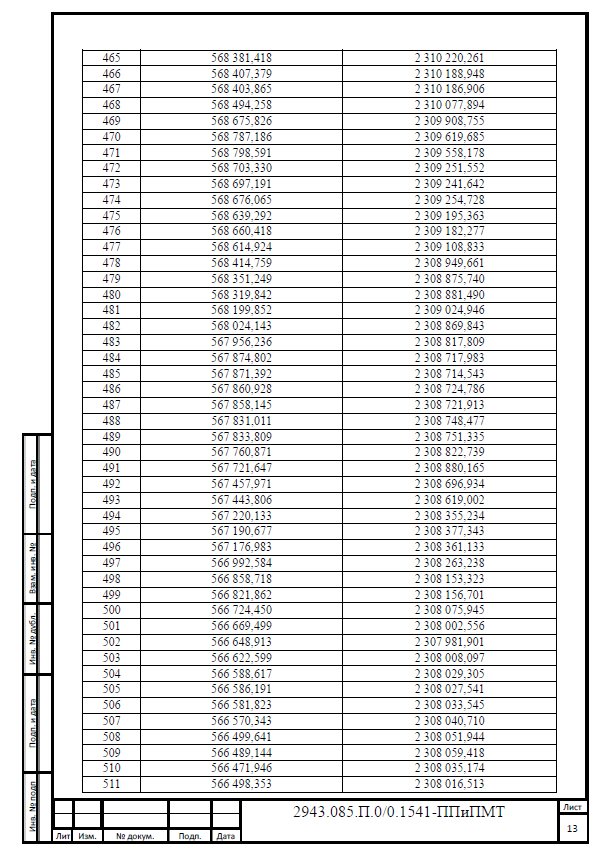 465 568 381,418 2 310 220,261
466 568 407,379 2 310 188,948
467 568 403,865 2 310 186,906
468 568 494,258 2 310 077,894
469 568 675,826 2 309 908,755
470 568 787,186 2 309 619,685
471 568 798,591 2 309 558,178
472 568 703,330 2 309 251,552
473 568 697,191 2 309 241,642
474 568 676,065 2 309 254,728
475 568 639,292 2 309 195,363
476 568 660,418 2 309 182,277
477 568 614,924 2 309 108,833
478 568 414,759 2 308 949,661
479 568 351,249 2 308 875,740
480 568 319,842 2 308 881,490
481 568 199,852 2 309 024,946
482 568 024,143 2 308 869,843
483 567 956,236 2 308 817,809
484 567 874,802 2 308 717,983
485 567 871,392 2 308 714,543
486 567 860,928 2 308 724,786
487 567 858,145 2 308 721,913
488 567 831,011 2 308 748,477
489 567 833,809 2 308 751,335
490 567 760,871 2 308 822,739
491 567 721,647 2 308 880,165
492 567 457,971 2 308 696,934
493 567 443,806 2 308 619,002
494 567 220,133 2 308 355,234
495 567 190,677 2 308 377,343
496 567 176,983 2 308 361,133
497 566 992,584 2 308 263,238
498 566 858,718 2 308 153,323
499 566 821,862 2 308 156,701
500 566 724,450 2 308 075,945
501 566 669,499 2 308 002,556
502 566 648,913 2 307 981,901
503 566 622,599 2 308 008,097
504 566 588,617 2 308 029,305
505 566 586,191 2 308 027,541
506 566 581,823 2 308 033,545
507 566 570,343 2 308 040,710
508 566 499,641 2 308 051,944
509 566 489,144 2 308 059,418
510 566 471,946 2 308 035,174
511 566 498,353 2 308 016,513
Подп. и дата
Взам. инв. №
Инв. № дубл.
Подп. и дата
Инв. № подп
Лит Изм. № докум. Подп. Дата
2943.085.П.0/0.1541-ППиПМТ
Лист
13